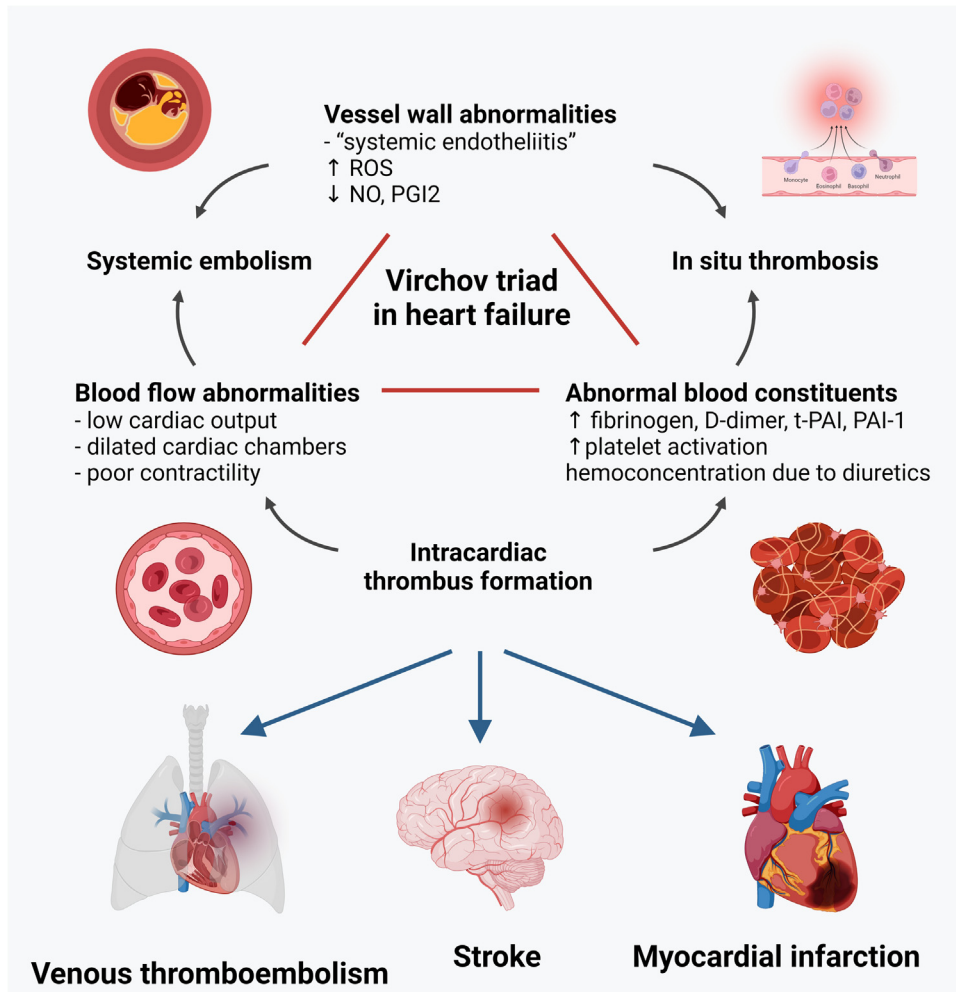 Vessel wall abnormalities
- “systemic endotheliitis”
↑ ROS
↓ NO, PGI2
Monocyte
Eosinophil
Basophil
Neutrophil
Systemic embolism
In situ thrombosis
Virchov triad
in heart failure
Blood flow abnormalities
- low cardiac output
- dilated cardiac chambers
- poor contractility
Abnormal blood constituents
↑ fibrinogen, D-dimer, t-PAI, PAI-1
↑ platelet activation
hemoconcentration due to diuretics
Intracardiac
thrombus formation
Venous thromboembolism
Stroke
Myocardial infarction